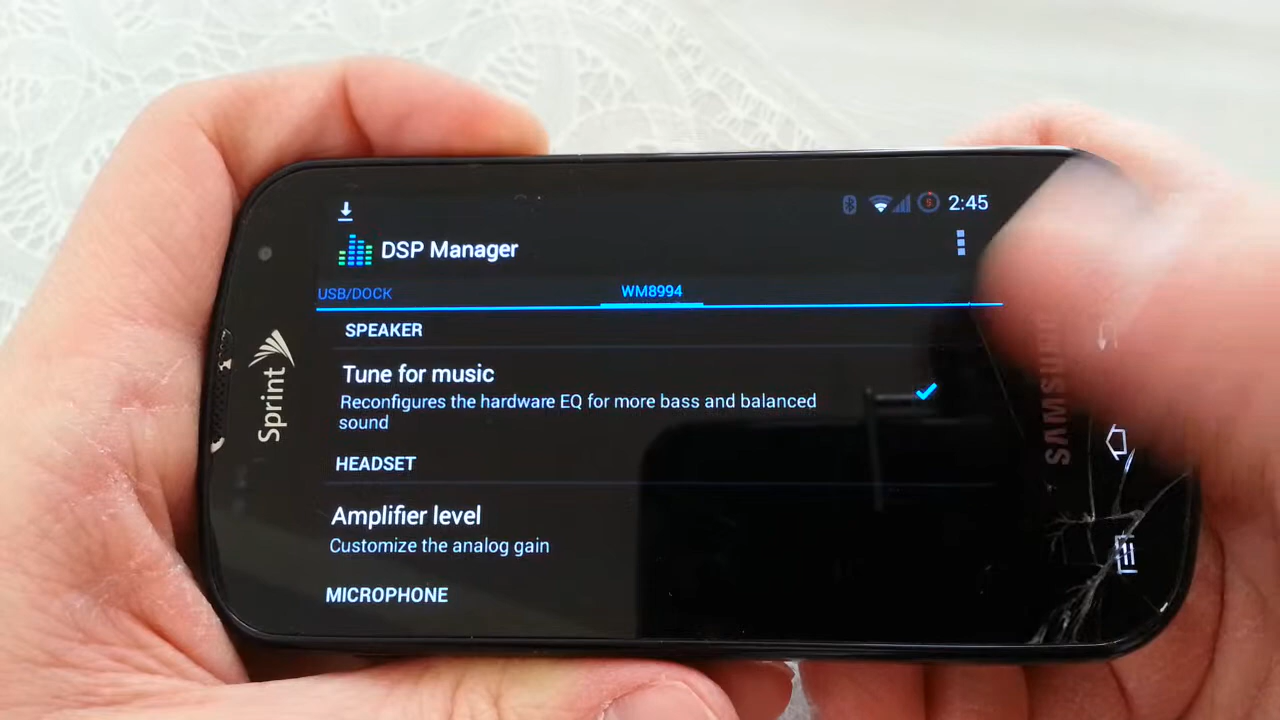 2:45
DSP Manager
USB/DOCK WM8994
SPEAKER
Tune for music
Reconfigures the hardware EQ for more bass and balanced
sound
HEADSET
Amplifier level
Customize the analog gain
MICROPHONE
Sprint
SAMSUNG